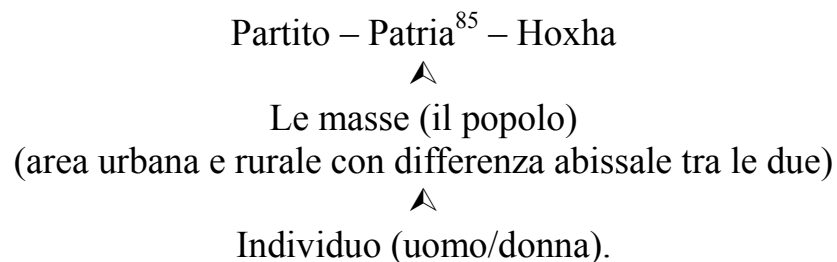 Partito – Patria85 – Hoxha
Le masse (il popolo)
(area urbana e rurale con differenza abissale tra le due)
Individuo (uomo/donna).